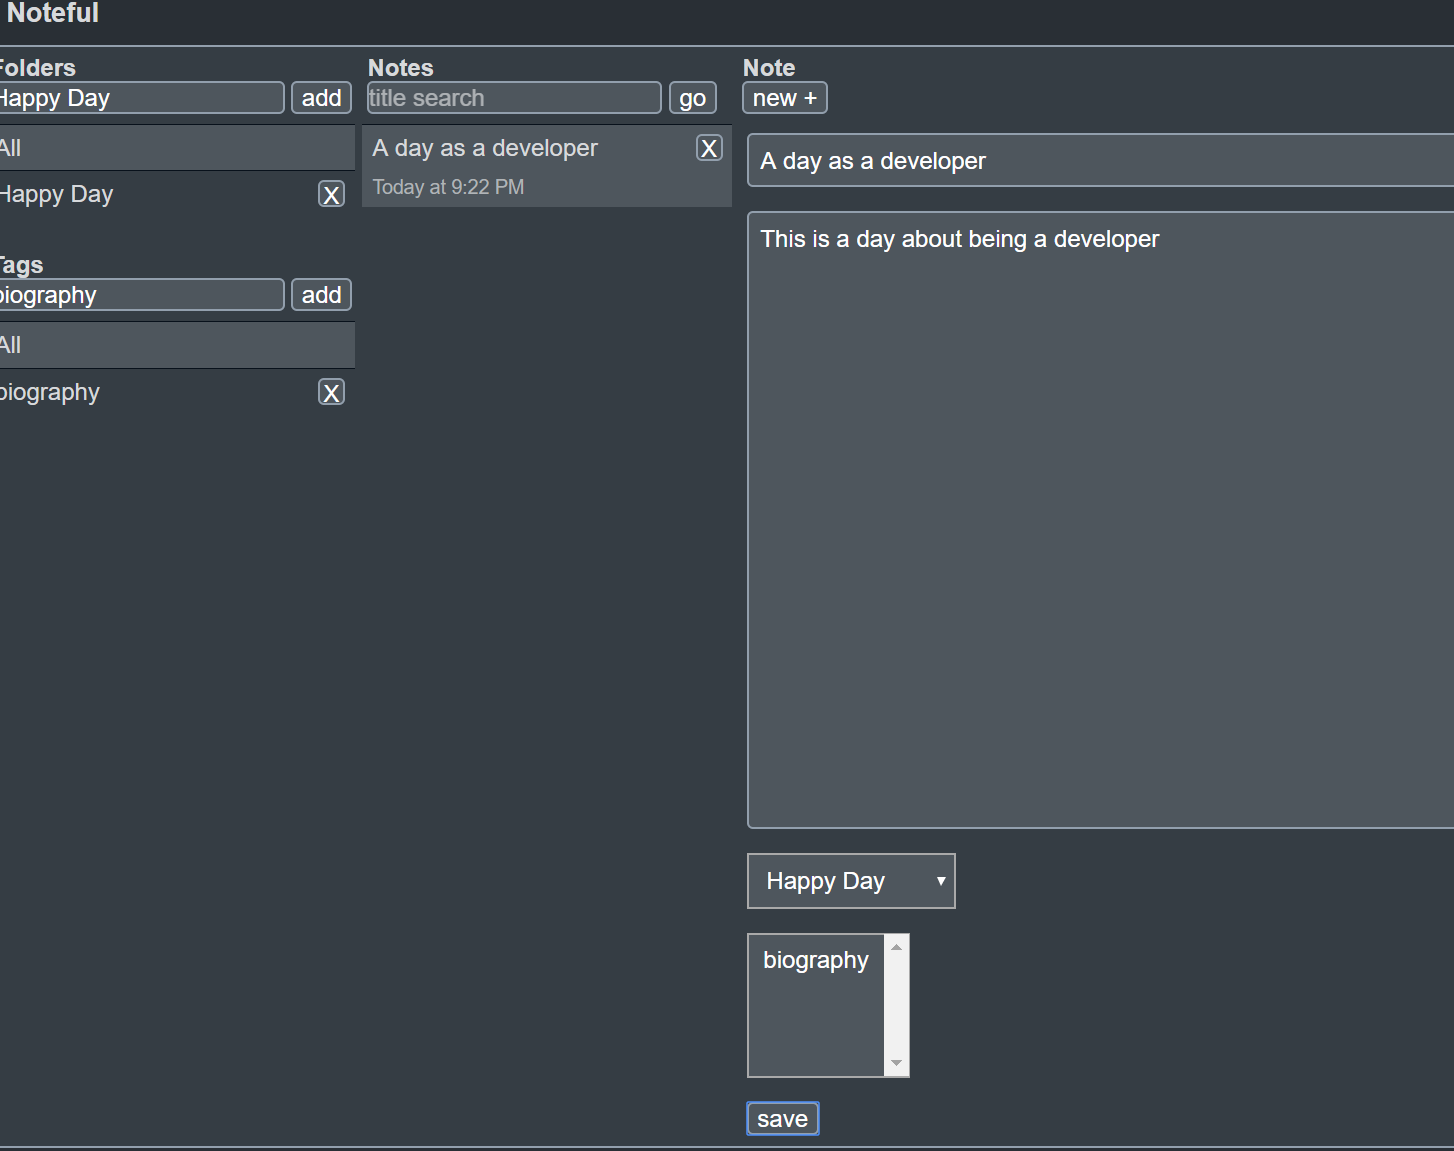 Noteful
Folders
Happy Day
add
All
Happy Day
X
Tags
biography
add
All
biography
X
Notes
title search
go
A day as a developer
X
Today at 9:22 PM
Note
new +
A day as a developer
This is a day about being a developer
Happy Day
biography
save